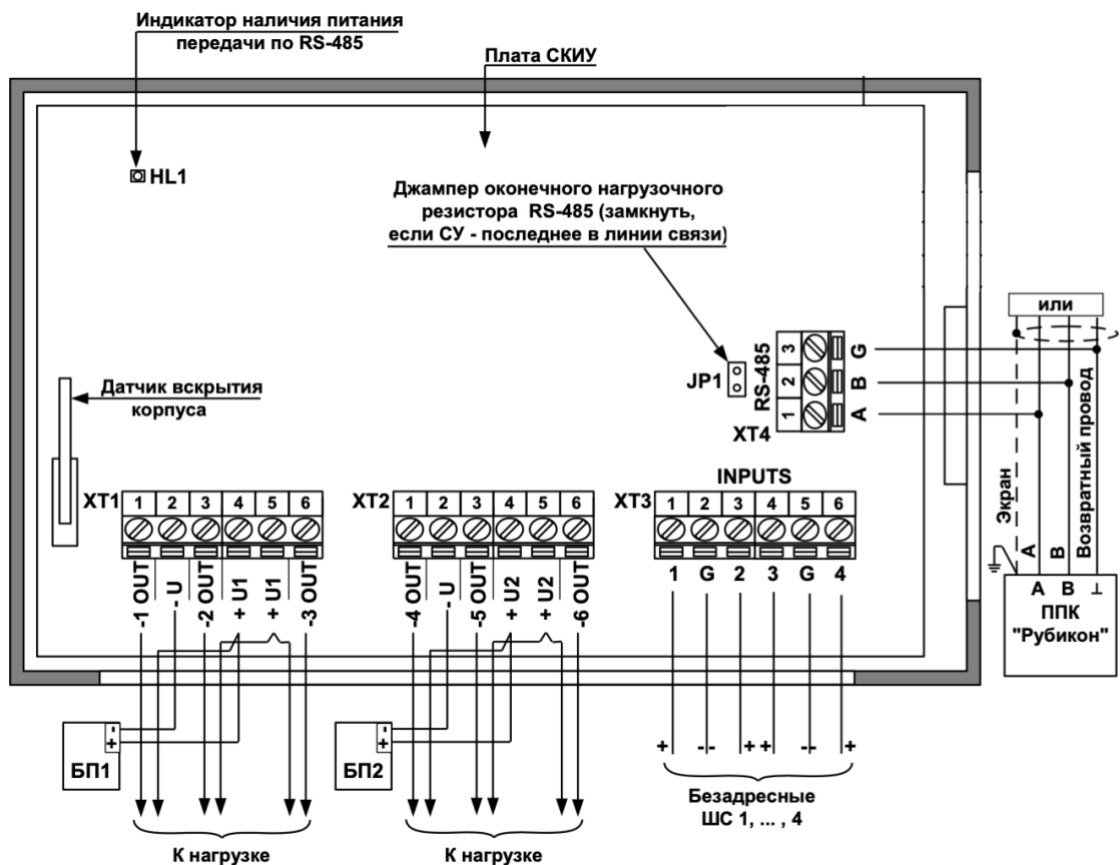 Индикатор наличия питания
передачи по RS-485
Плата СКИУ
HL1
Джампер оконечного нагрузочного
резистора RS-485 (замкнуть,
если СУ - последнее в линии связи)
или
JP1
RS-485
3
2
1
G
B
A
XT4
Датчик вскрытия
корпуса
Экран
A
B
Возвратный провод
XT1
1 2 3 4 5 6
-1 OUT
- U
-2 OUT
+ U1
+ U1
-3 OUT
XT2
1 2 3 4 5 6
-4 OUT
-U
-5 OUT
+ U2
+ U2
-6 OUT
INPUTS
XT3
1 2 3 4 5 6
1 G 2 3 G 4
A B ⊥
ППК
"Рубикон"
-
+
БП1
-
+
БП2
+ -- + + -- +
Безадресные
ШС 1, ... , 4
К нагрузке
К нагрузке